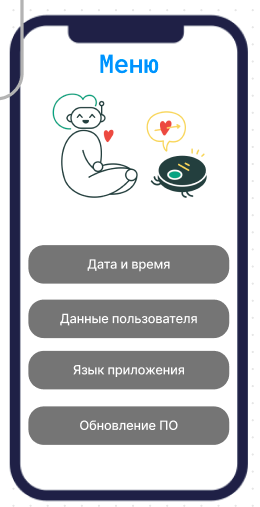 Меню
Дата и время
Данные пользователя
Язык приложения
Обновление ПО